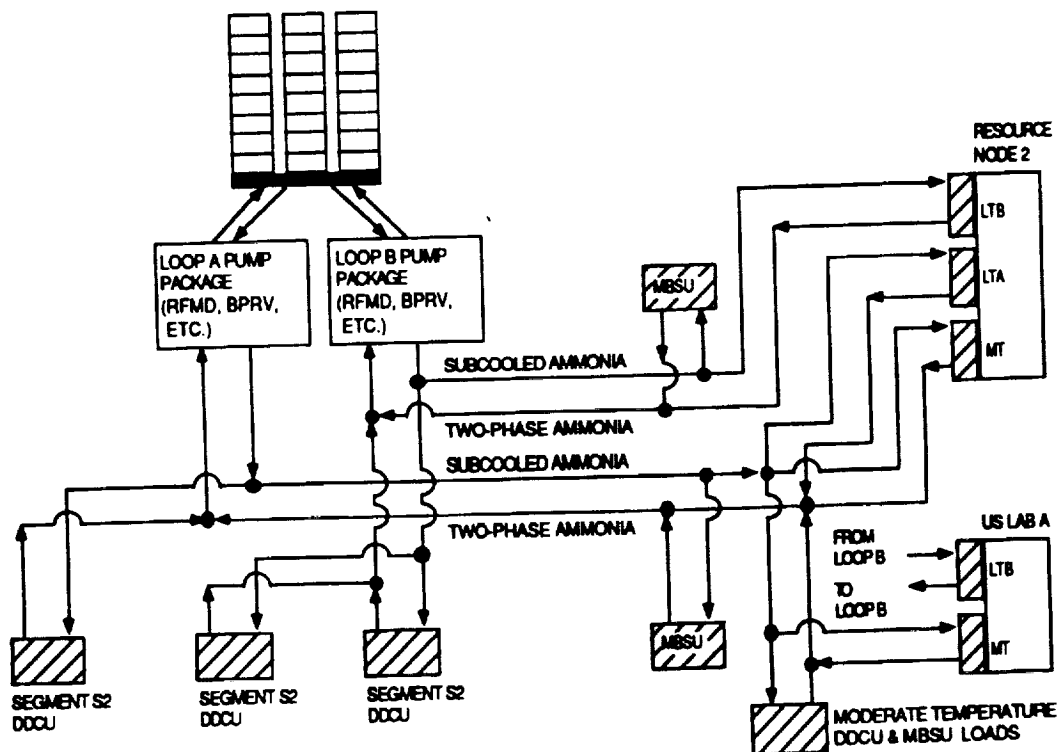 RESOURCE
NODE 2
LTB
LTA
MT
LOOP A PUMP
PACKAGE
(RFMD, BPRV,
ETC.)
LOOP B PUMP
PACKAGE
(RFMD, BPRV,
ETC.)
MBSU
SUBCOOLED AMMONIA
TWO-PHASE AMMONIA
SUBCOOLED AMMONIA
TWO-PHASE AMMONIA
US LAB A
FROM
LOOP B
LTB
TO
LOOP B
MT
MBSU
SEGMENT S2
DDCU
SEGMENT S2
DDCU
SEGMENT S2
DDCU
MODERATE TEMPERATURE
DDCU & MBSU LOADS